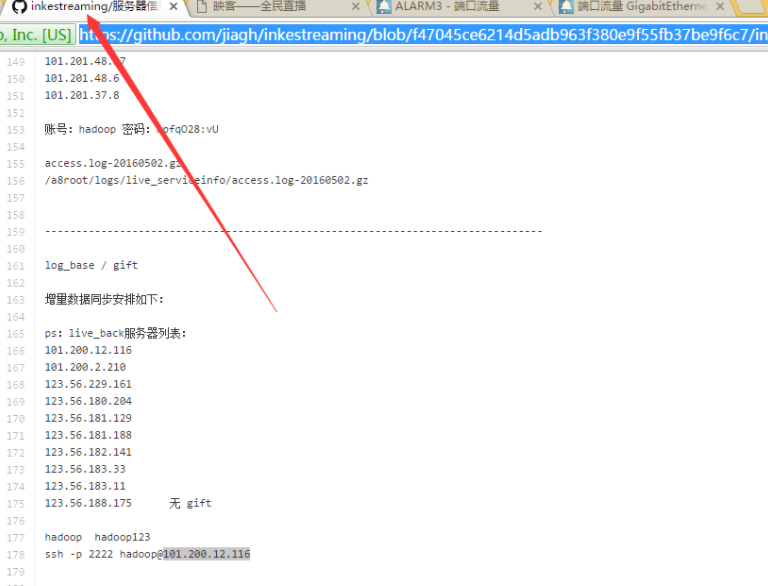 inkestreaming/服务器信
映客——全民直播
ALARM3 - 端口流量
端口流量 GigabitEtherne
, Inc. [US]
https://github.com/jiagh/inkestreaming/blob/f47045ce6214d5adb963f380e9f55fb37be9f6c7/in
149
150 101.201.48.6
151 101.201.37.8
152
153 账号: hadoop 密码:
154
155 access.log-20160502.gz
156 /a8root/logs/live_serviceinfo/access.log-20160502.gz
157
158
159 --------------------------------------------------------------------------------
160
161 log_base / gift
162
163 增量数据同步安排如下:
164
165 ps: live_back服务器列表:
166 101.200.12.116
167 101.200.2.210
168 123.56.229.161
169 123.56.180.204
170 123.56.181.129
171 123.56.181.188
172 123.56.182.141
173 123.56.183.33
174 123.56.183.11
175 123.56.188.175 无 gift
176
177 hadoop hadoop123
178 ssh -p 2222 hadoop@101.200.12.116
179